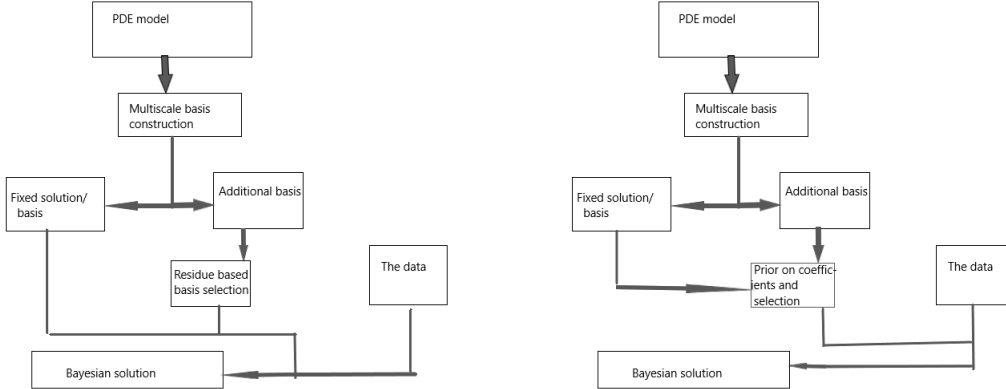 PDE model
Multiscale basis
construction
Fixed solution/
basis
Additional basis
Residue based
basis selection
The data
Bayesian solution
PDE model
Multiscale basis
construction
Fixed solution/
basis
Additional basis
Prior on coeffic-
ients and
selection
The data
Bayesian solution